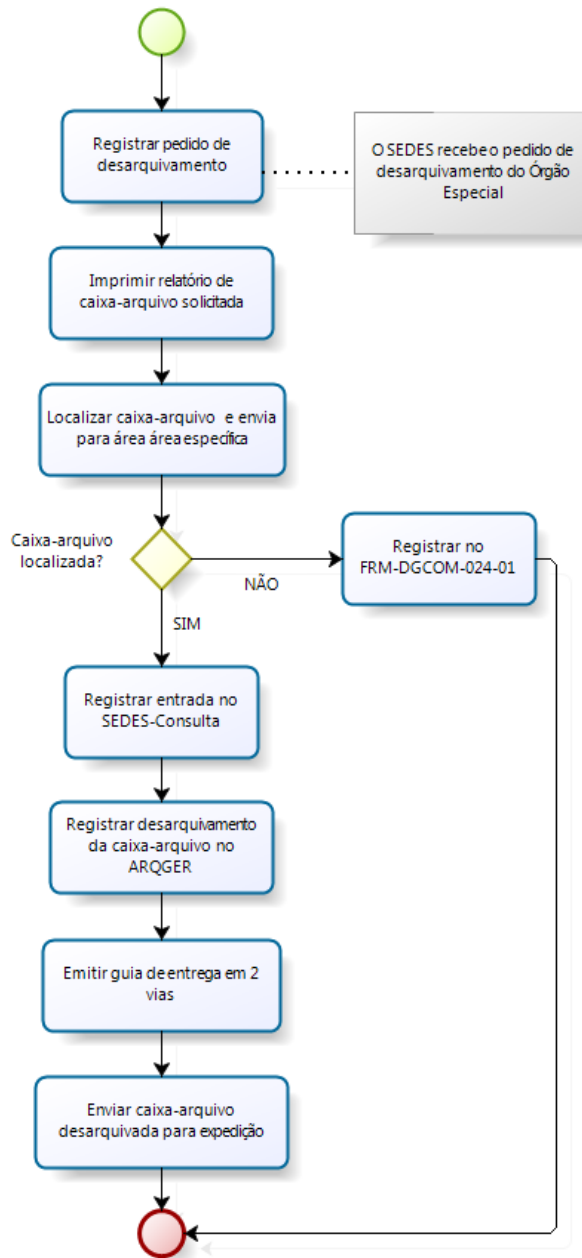 Registrar pedido de
desarquivamento
O SEDES recebe o pedido de
desarquivamento do Órgão
Especial
Imprimir relatório de
caixa-arquivo solicitada
Localizar caixa-arquivo e envia
para área área específica
Caixa-arquivo
localizada?
NÃO
Registrar no
FRM-DGCOM-024-01
SIM
Registrar entrada no
SEDES-Consulta
Registrar desarquivamento
da caixa-arquivo no
ARQGER
Emitir guia de entrega em 2
vias
Enviar caixa-arquivo
desarquivada para expedição